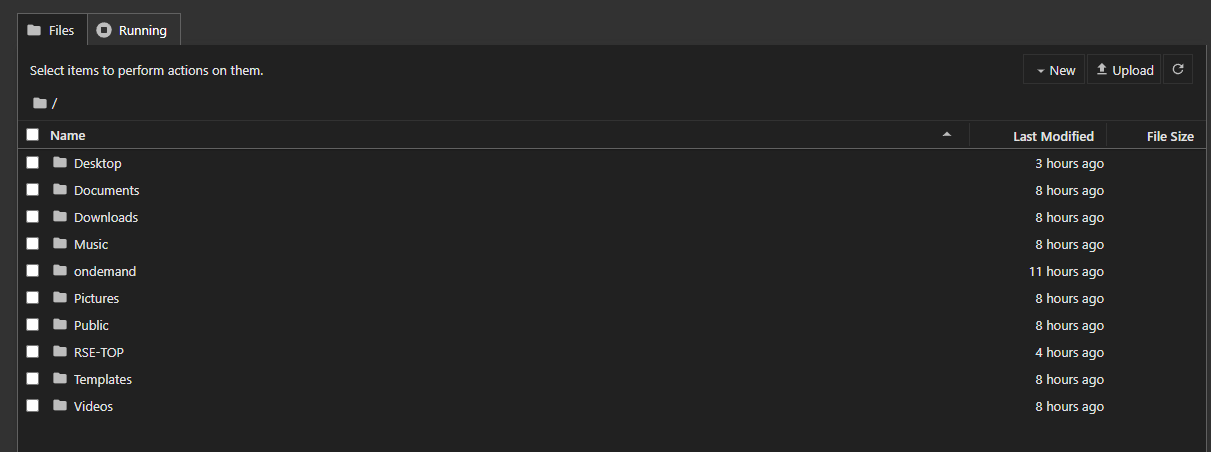 Files Running
Select items to perform actions on them. New Upload
/
Name Last Modified File Size
Desktop 3 hours ago
Documents 8 hours ago
Downloads 8 hours ago
Music 8 hours ago
ondemand 11 hours ago
Pictures 8 hours ago
Public 8 hours ago
RSE-TOP 4 hours ago
Templates 8 hours ago
Videos 8 hours ago